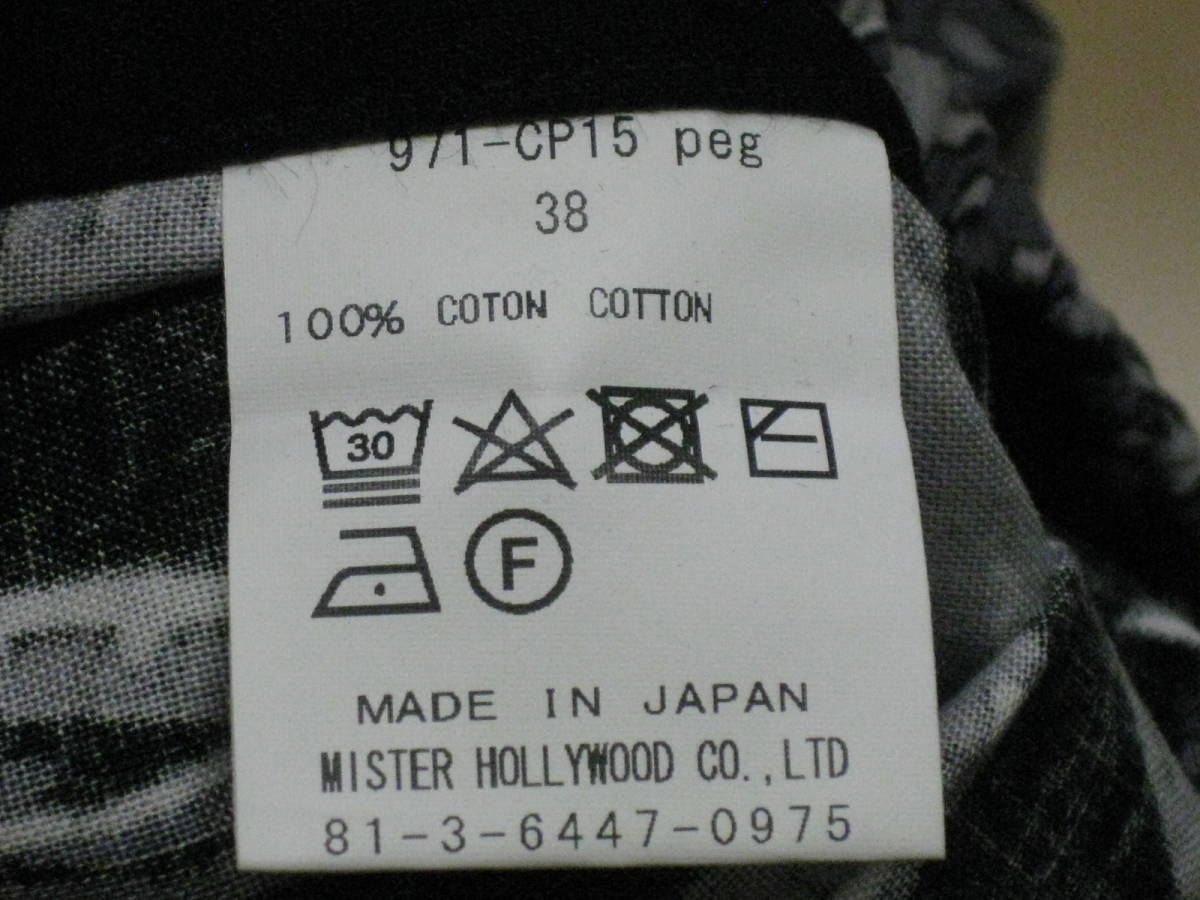 971-CP15 peg
38
100% COTON COTTON
30
F
MADE IN JAPAN
MISTER HOLLYWOOD CO.,LTD
81-3-6447-0975